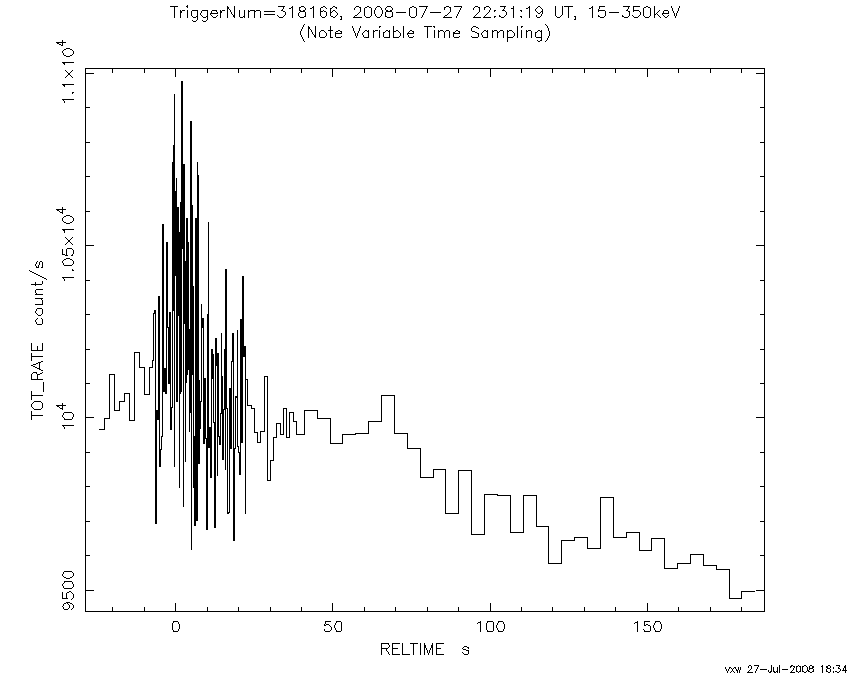 TriggerNum=318166, 2008-07-27 22:31:19 UT, 15-350keV
(Note Variable Time Sampling)
1.1×10⁴
1.05×10⁴
10⁴
9500
TOT_RATE count/s
0 50 100 150
RELTIME s
vxw 27-Jul-2008 18:34